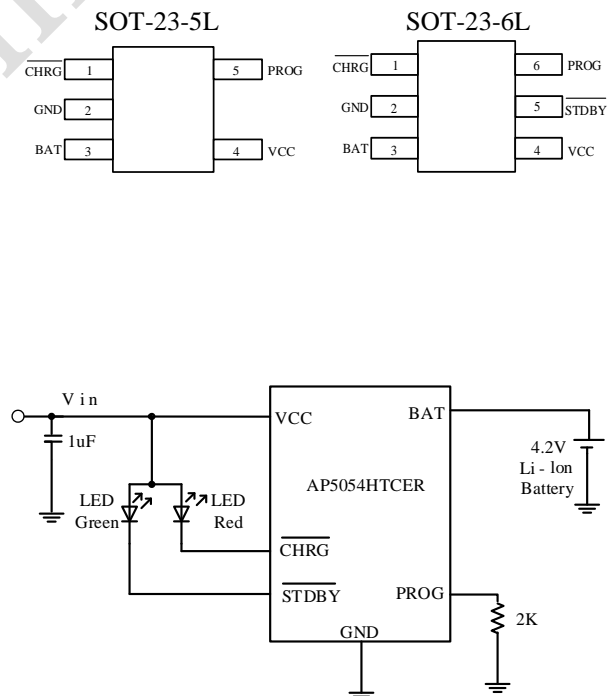 SOT-23-5L
CHRG 1
5 PROG
GND 2
BAT 3
4 VCC
SOT-23-6L
CHRG 1
6 PROG
GND 2
5 STDBY
BAT 3
4 VCC
V in
VCC
BAT
1uF
4.2V
Li - Ion
Battery
AP5054HTCER
LED
Green
LED
Red
CHRG
STDBY
PROG
2K
GND